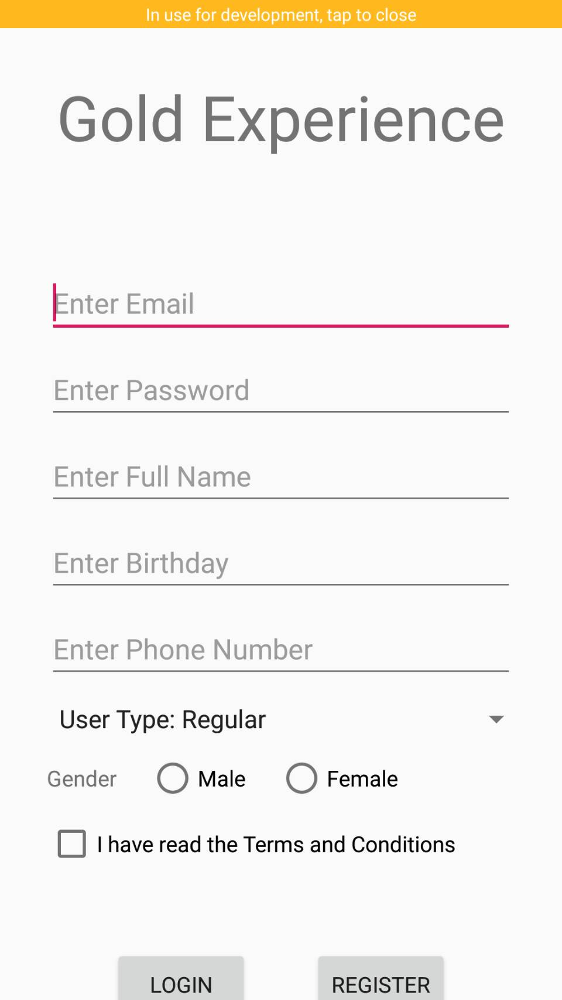 In use for development, tap to close
Gold Experience
Enter Email
Enter Password
Enter Full Name
Enter Birthday
Enter Phone Number
User Type: Regular
Gender Male Female
I have read the Terms and Conditions
LOGIN REGISTER